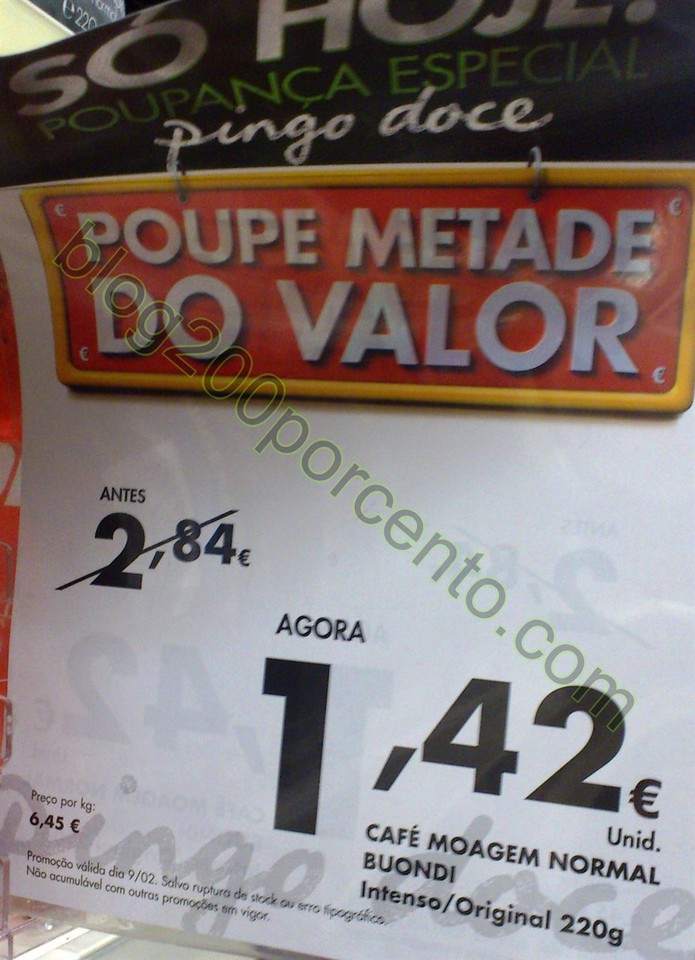 SÓ HOJE!
POUPANÇA ESPECIAL
pingo doce
€ €
POUPE METADE
DO VALOR
€ €
blog200porcento.com
ANTES
2,84€
AGORA
1,42€
Unid.
Preço por kg:
6,45 €
CAFÉ MOAGEM NORMAL
BUONDI
Intenso/Original 220g
Promoção válida dia 9/02. Salvo ruptura de stock ou erro tipográfico.
Não acumulável com outras promoções em vigor.
Pingo doce